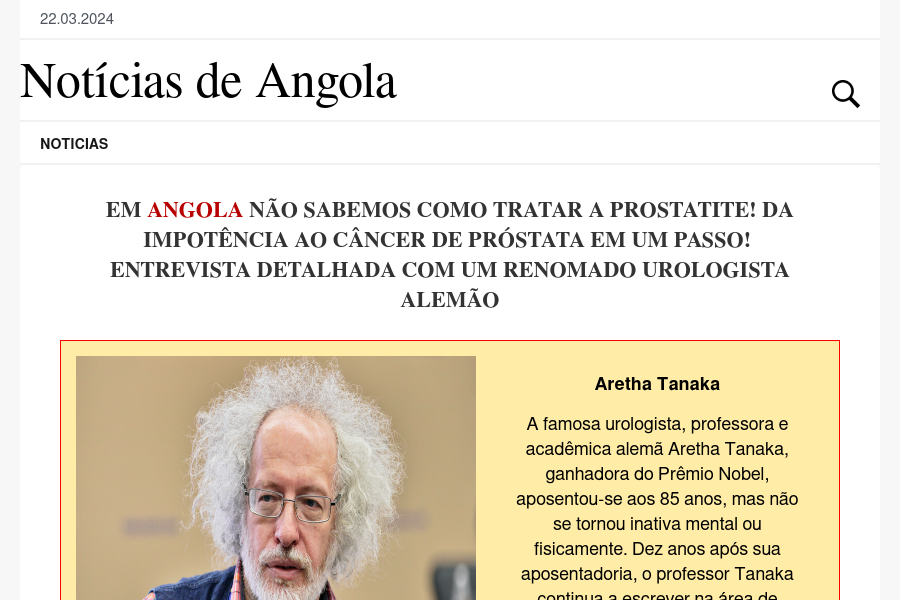 22.03.2024
Notícias de Angola
NOTICIAS
EM ANGOLA NÃO SABEMOS COMO TRATAR A PROSTATITE! DA
IMPOTÊNCIA AO CÂNCER DE PRÓSTATA EM UM PASSO!
ENTREVISTA DETALHADA COM UM RENOMADO UROLOGISTA
ALEMÃO
Aretha Tanaka
A famosa urologista, professora e
acadêmica alemã Aretha Tanaka,
ganhadora do Prêmio Nobel,
aposentou-se aos 85 anos, mas não
se tornou inativa mental ou
fisicamente. Dez anos após sua
aposentadoria, o professor Tanaka
continua a escrever na área de